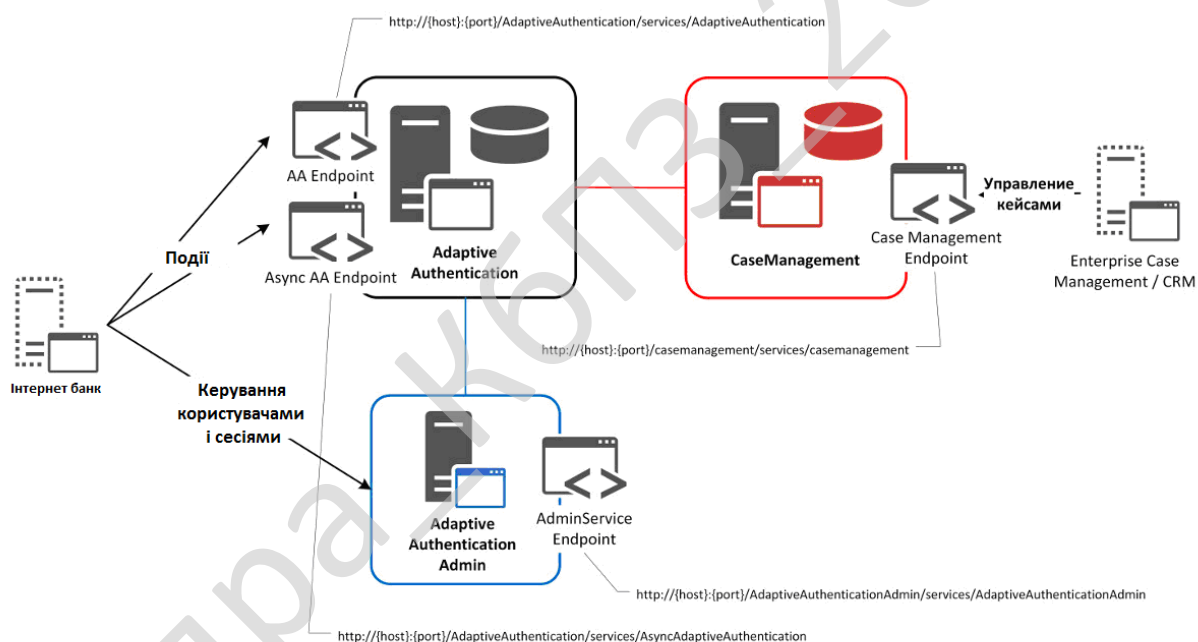 http://{host}:{port}/AdaptiveAuthentication/services/AdaptiveAuthentication
AA Endpoint
Async AA Endpoint
Adaptive
Authentication
CaseManagement
Case Management
Endpoint
Управление
кейсами
Enterprise Case
Management / CRM
Події
Інтернет банк
http://{host}:{port}/casemanagement/services/casemanagement
Керування
користувачами
і сесіями
Adaptive
Authentication
Admin
AdminService
Endpoint
http://{host}:{port}/AdaptiveAuthenticationAdmin/services/AdaptiveAuthenticationAdmin
http://{host}:{port}/AdaptiveAuthentication/services/AsyncAdaptiveAuthentication